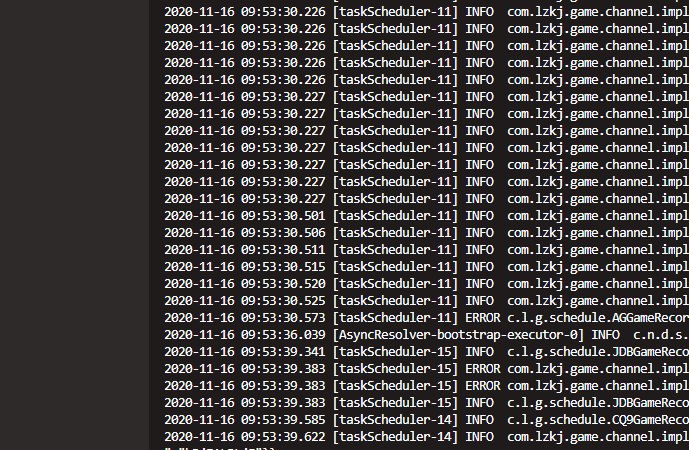 2020-11-16 09:53:30.226 [taskScheduler-11] INFO  com.lzkj.game.channel.impl
2020-11-16 09:53:30.226 [taskScheduler-11] INFO  com.lzkj.game.channel.impl
2020-11-16 09:53:30.226 [taskScheduler-11] INFO  com.lzkj.game.channel.impl
2020-11-16 09:53:30.226 [taskScheduler-11] INFO  com.lzkj.game.channel.impl
2020-11-16 09:53:30.226 [taskScheduler-11] INFO  com.lzkj.game.channel.impl
2020-11-16 09:53:30.227 [taskScheduler-11] INFO  com.lzkj.game.channel.impl
2020-11-16 09:53:30.227 [taskScheduler-11] INFO  com.lzkj.game.channel.impl
2020-11-16 09:53:30.227 [taskScheduler-11] INFO  com.lzkj.game.channel.impl
2020-11-16 09:53:30.227 [taskScheduler-11] INFO  com.lzkj.game.channel.impl
2020-11-16 09:53:30.227 [taskScheduler-11] INFO  com.lzkj.game.channel.impl
2020-11-16 09:53:30.227 [taskScheduler-11] INFO  com.lzkj.game.channel.impl
2020-11-16 09:53:30.227 [taskScheduler-11] INFO  com.lzkj.game.channel.impl
2020-11-16 09:53:30.501 [taskScheduler-11] INFO  com.lzkj.game.channel.impl
2020-11-16 09:53:30.506 [taskScheduler-11] INFO  com.lzkj.game.channel.impl
2020-11-16 09:53:30.511 [taskScheduler-11] INFO  com.lzkj.game.channel.impl
2020-11-16 09:53:30.515 [taskScheduler-11] INFO  com.lzkj.game.channel.impl
2020-11-16 09:53:30.520 [taskScheduler-11] INFO  com.lzkj.game.channel.impl
2020-11-16 09:53:30.525 [taskScheduler-11] INFO  com.lzkj.game.channel.impl
2020-11-16 09:53:30.573 [taskScheduler-11] ERROR c.l.g.schedule.AGGameRecor
2020-11-16 09:53:36.039 [AsyncResolver-bootstrap-executor-0] INFO  c.n.d.s.
2020-11-16 09:53:39.341 [taskScheduler-15] INFO  c.l.g.schedule.JDBGameReco
2020-11-16 09:53:39.383 [taskScheduler-15] ERROR com.lzkj.game.channel.impl
2020-11-16 09:53:39.383 [taskScheduler-15] ERROR com.lzkj.game.channel.impl
2020-11-16 09:53:39.383 [taskScheduler-15] INFO  c.l.g.schedule.JDBGameReco
2020-11-16 09:53:39.585 [taskScheduler-14] INFO  c.l.g.schedule.CQ9GameReco
2020-11-16 09:53:39.622 [taskScheduler-14] INFO  com.lzkj.game.channel.impl